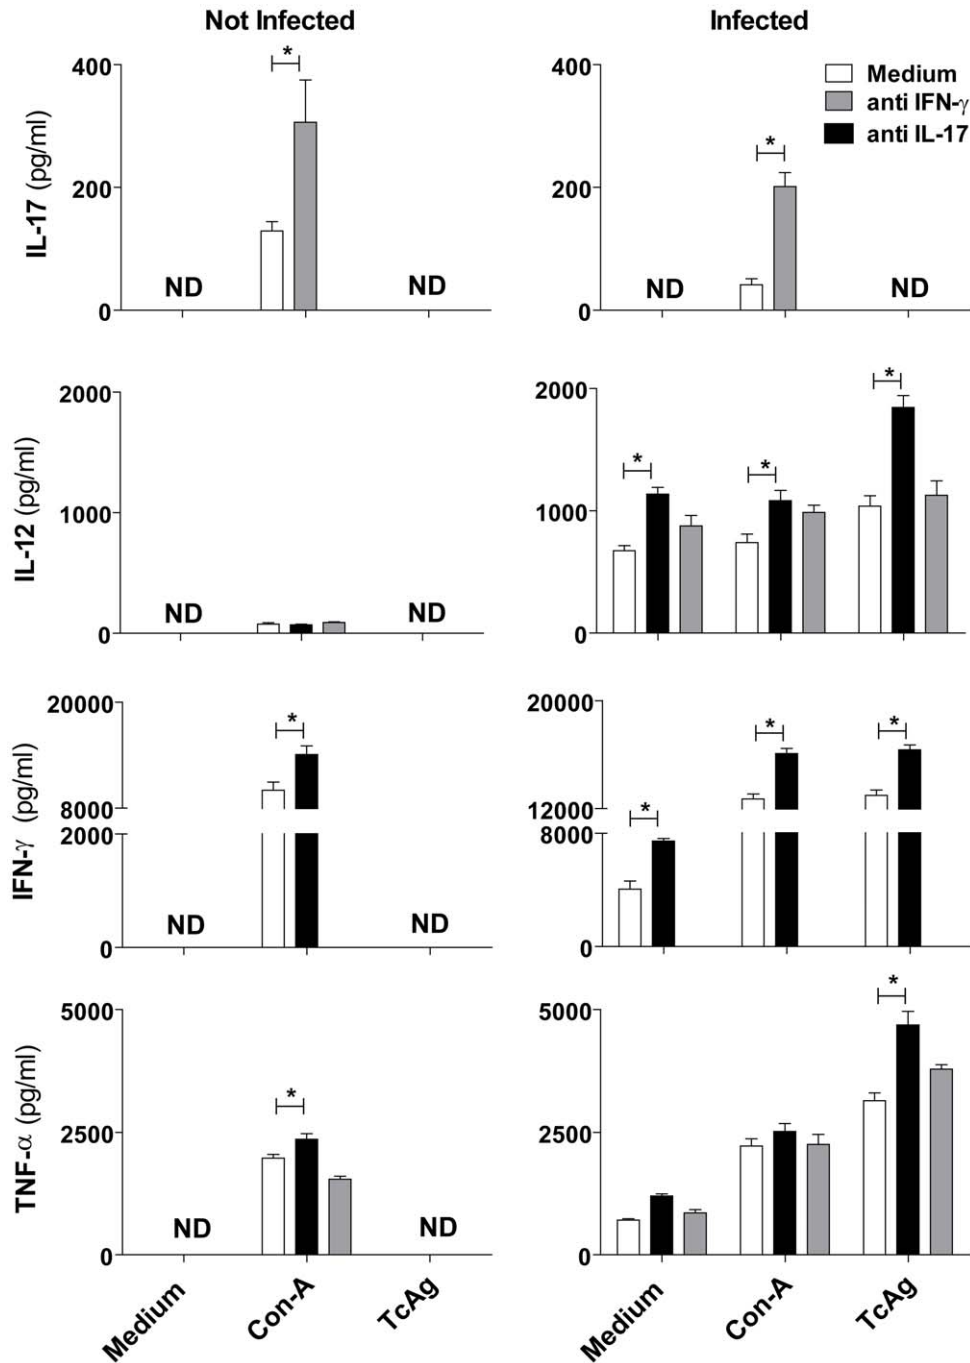 Not Infected
Infected
Medium
anti IFN-γ
anti IL-17
IL-17 (pg/ml)
400
200
0
ND
*
ND
400
200
0
ND
*
ND
IL-12 (pg/ml)
2000
1000
0
ND
ND
2000
1000
0
*
*
*
IFN-γ (pg/ml)
20000
8000
2000
0
ND
*
ND
20000
12000
8000
0
*
*
*
TNF-α (pg/ml)
5000
2500
0
ND
*
ND
5000
2500
0
*
Medium
Con-A
TcAg
Medium
Con-A
TcAg